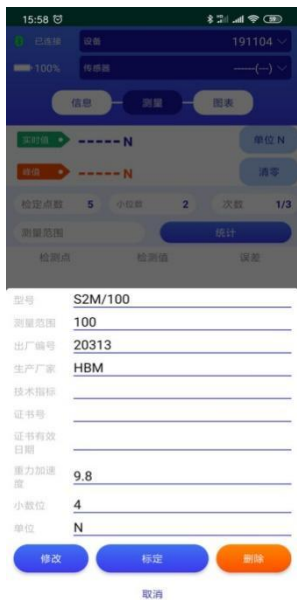 15:58
已连接 设备 191104
100% 传感器 -----(---)
信息 测量 图表
实时值 -----N 单位 N
峰值 -----N 清零
检定点数 5 小位数 2 次数 1/3
测量范围 统计
检测点 检测值 误差
型号 S2M/100
测量范围 100
出厂编号 20313
生产厂家 HBM
技术指标
证书号
证书有效
日期
重力加速
度 9.8
小数位 4
单位 N
修改 标定 删除
取消